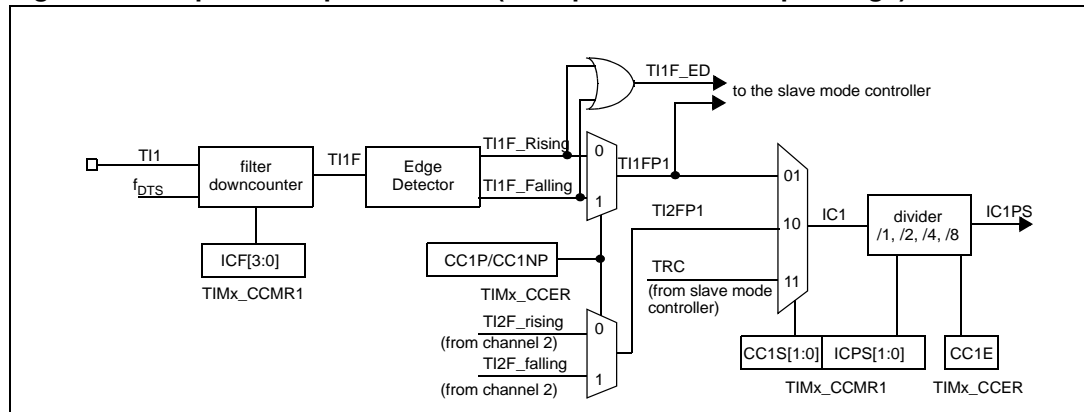 TI1F_ED
to the slave mode controller
TI1
fDTS
filter
downcounter
TI1F
Edge
Detector
TI1F_Rising
TI1F_Falling
0
1
TI1FP1
TI2FP1
TRC
(from slave mode
controller)
01
10
11
IC1
divider
/1, /2, /4, /8
IC1PS
ICF[3:0]
TIMx_CCMR1
CC1P/CC1NP
TIMx_CCER
TI2F_rising
(from channel 2)
TI2F_falling
(from channel 2)
0
1
CC1S[1:0]
ICPS[1:0]
CC1E
TIMx_CCMR1
TIMx_CCER